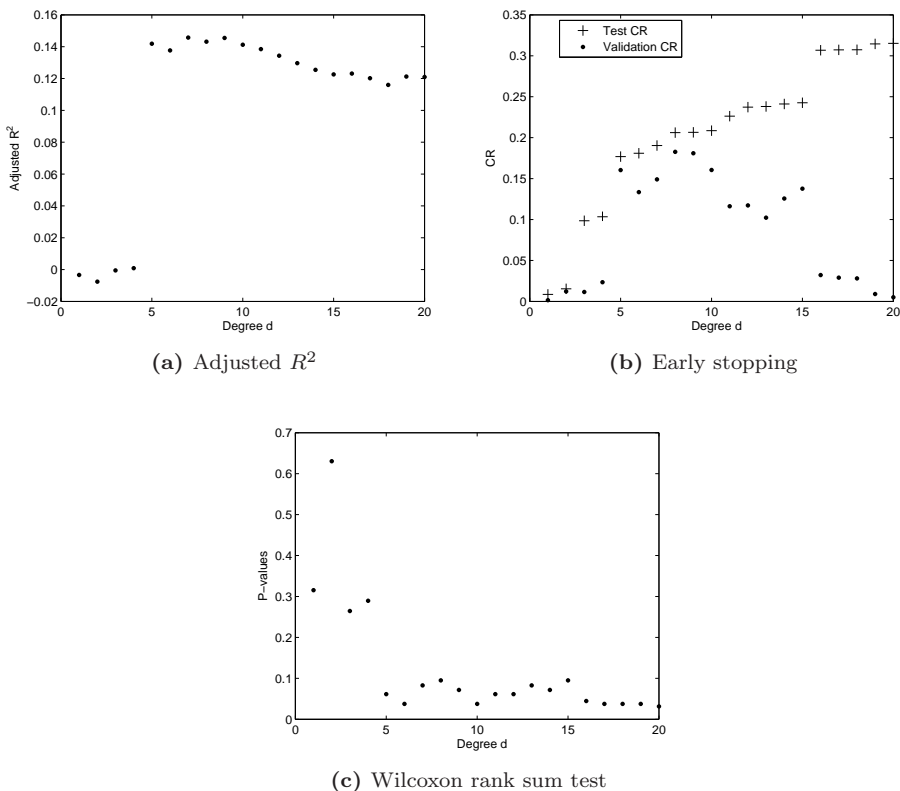 0.16
0.14
0.12
0.1
0.08
0.06
0.04
0.02
0
−0.02
Adjusted R²
0 5 10 15 20
Degree d
(a) Adjusted R²
0.35
0.3
0.25
0.2
0.15
0.1
0.05
0
CR
Test CR
Validation CR
0 5 10 15 20
Degree d
(b) Early stopping
0.7
0.6
0.5
0.4
0.3
0.2
0.1
0
P−values
0 5 10 15 20
Degree d
(c) Wilcoxon rank sum test